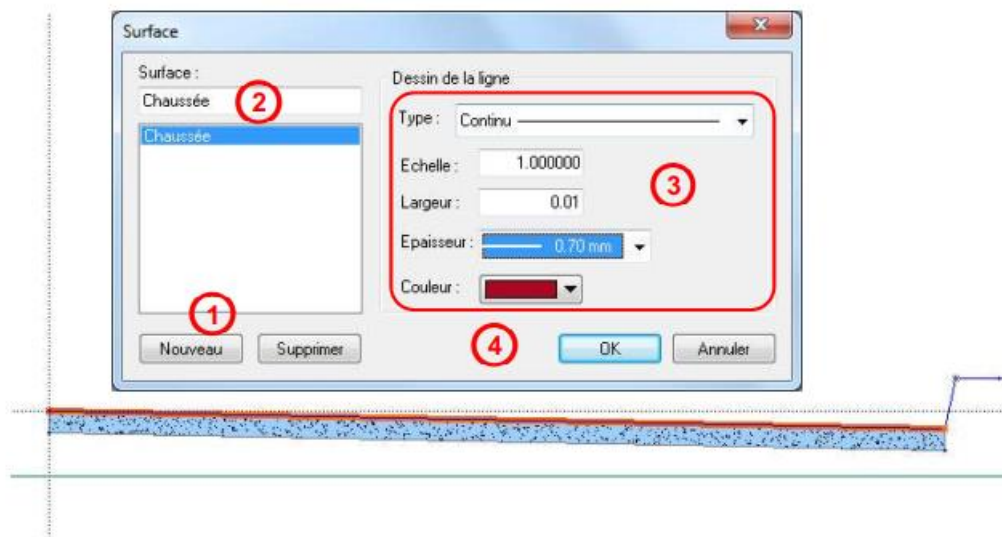 Surface
Surface :
Dessin de la ligne
Chaussée
2
Type :
Continu
Chaussée
Echelle :
1.000000
3
Largeur :
0.01
Epaisseur :
0.70 mm
Couleur :
1
4
Nouveau
Supprimer
OK
Annuler